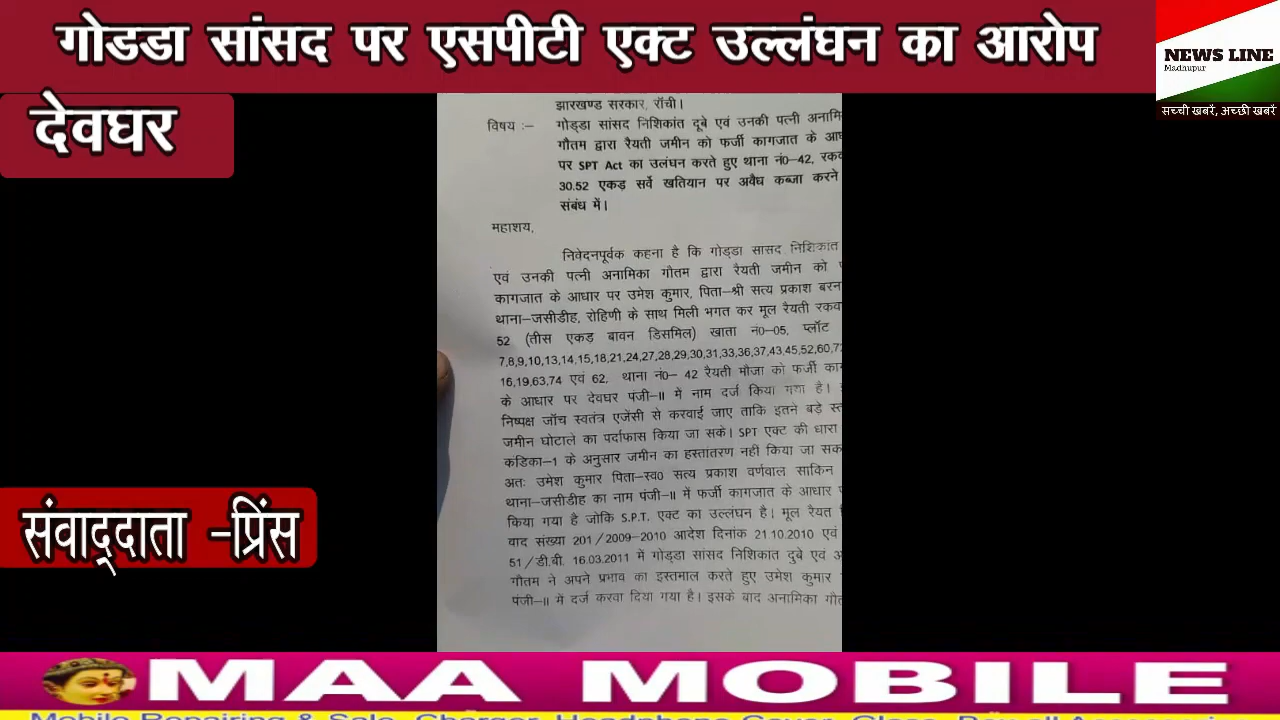 गोडडा सांसद पर एसपीटी एक्ट उल्लंघन का आरोप
NEWS LINE
Madhupur
सच्ची खबरें, अच्छी खबरें
देवघर
झारखण्ड सरकार, राँची।
विषय :– गोड्डा सांसद निशिकांत दूबे एवं उनकी पत्नी
गौतम द्वारा रैयती जमीन को फर्जी कागजात के
पर SPT Act का उलंघन करते हुए थाना नं0–42,
30.52 एकड़ सर्वे खतियान पर अवैध कब्जा करने
संबंध में।
महाशय,
निवेदनपूर्वक कहना है कि गोड्डा सासद निशिकांत
एवं उनकी पत्नी अनामिका गौतम द्वारा रैयती जमीन को
कागजात के आधार पर उमेश कुमार, पिता–श्री सत्य प्रकाश
थाना–जसीडीह, रोहिणी के साथ मिली भगत कर मूल रैयती
52 (तीस एकड़ बावन डिसमिल) खाता नं0–05, प्लॉट
7,8,9,10,13,14,15,18,21,24,27,28,29,30,31,33,36,37,43,45,52,60,
16,19,63,74 एवं 62, थाना नं0– 42 रैयती मौजा को फर्जी
के आधार पर देवघर पंजी–II में नाम दर्ज किया गया है।
निष्पक्ष जाँच स्वतंत्र एजेंसी से करवाई जाए ताकि इतने बड़े
जमीन घोटाले का पर्दाफास किया जा सके। SPT एक्ट की धारा
कंडिका–1 के अनुसार जमीन का हस्तांतरण नहीं किया जा
अतः उमेश कुमार पिता–स्व0 सत्य प्रकाश वर्णवाल साकिन
थाना–जसीडीह का नाम पंजी–II में फर्जी कागजात के आधार
किया गया है जोकि S.P.T. एक्ट का उल्लंघन है। मूल रैयत
वाद संख्या 201/2009–2010 आदेश दिनांक 21.10.2010 एवं
51/डी.बी. 16.03.2011 में गोड्डा सांसद निशिकांत दुबे एवं
गौतम ने अपने प्रभाव का इस्तमाल करते हुए उमेश कुमार
पंजी–II में दर्ज करवा दिया गया है। इसके बाद अनामिका
संवाद्दाता -प्रिंस
MAA MOBILE
Mobile Repairing & Sale, Charger, Headphone Cover, Glass,